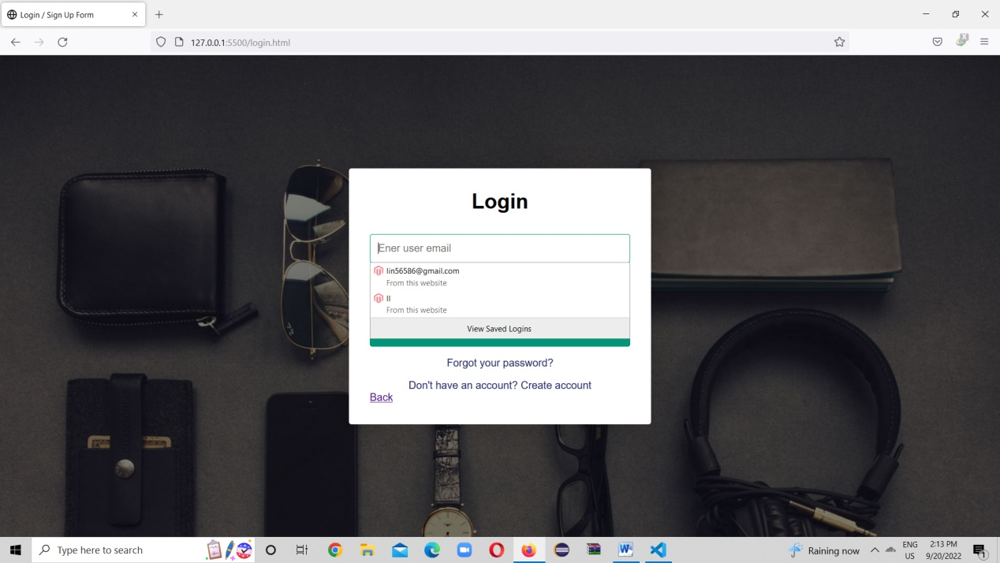 Login / Sign Up Form
127.0.0.1:5500/login.html
Login
Ener user email
lin56586@gmail.com
From this website
ll
From this website
View Saved Logins
Forgot your password?
Don't have an account? Create account
Back
Type here to search
Raining now
ENG
US
2:13 PM
9/20/2022
1